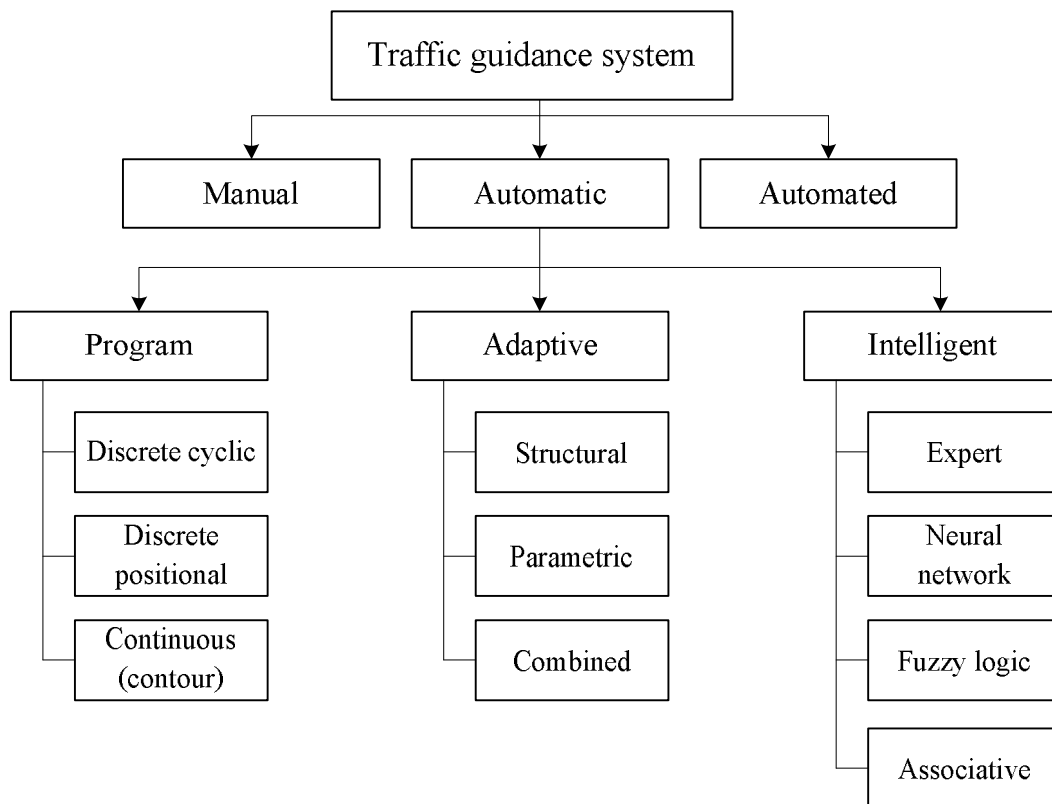 Traffic guidance system
Manual
Automatic
Automated
Program
Adaptive
Intelligent
Discrete cyclic
Structural
Expert
Discrete
positional
Parametric
Neural
network
Continuous
(contour)
Combined
Fuzzy logic
Associative